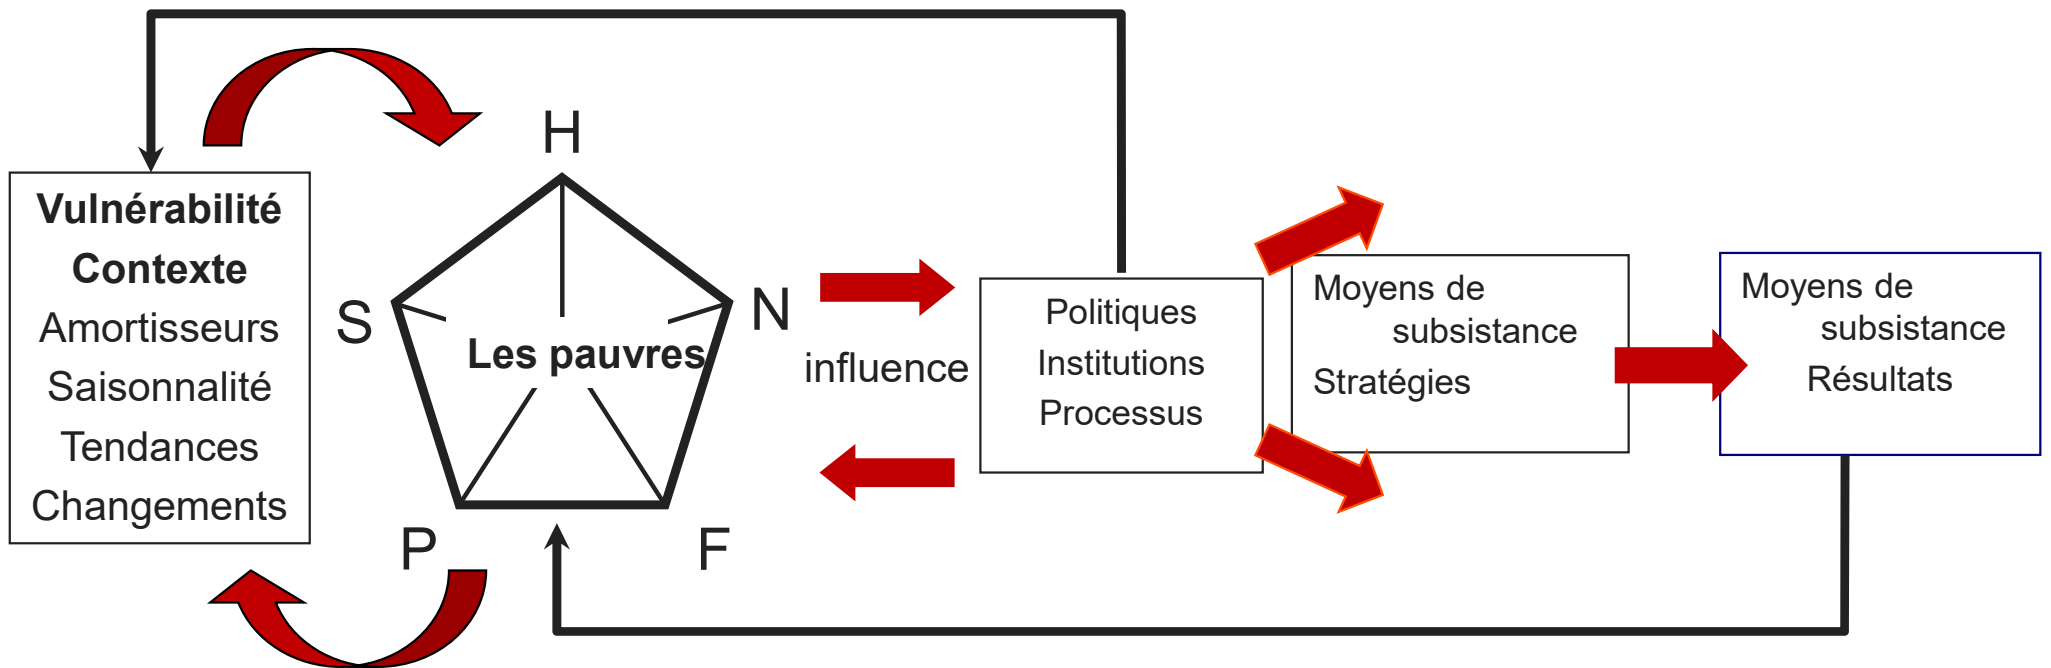 Vulnérabilité
Contexte
Amortisseurs
Saisonnalité
Tendances
Changements
H
S
N
Les pauvres
P
F
influence
Politiques
Institutions
Processus
Moyens de
subsistance
Stratégies
Moyens de
subsistance
Résultats